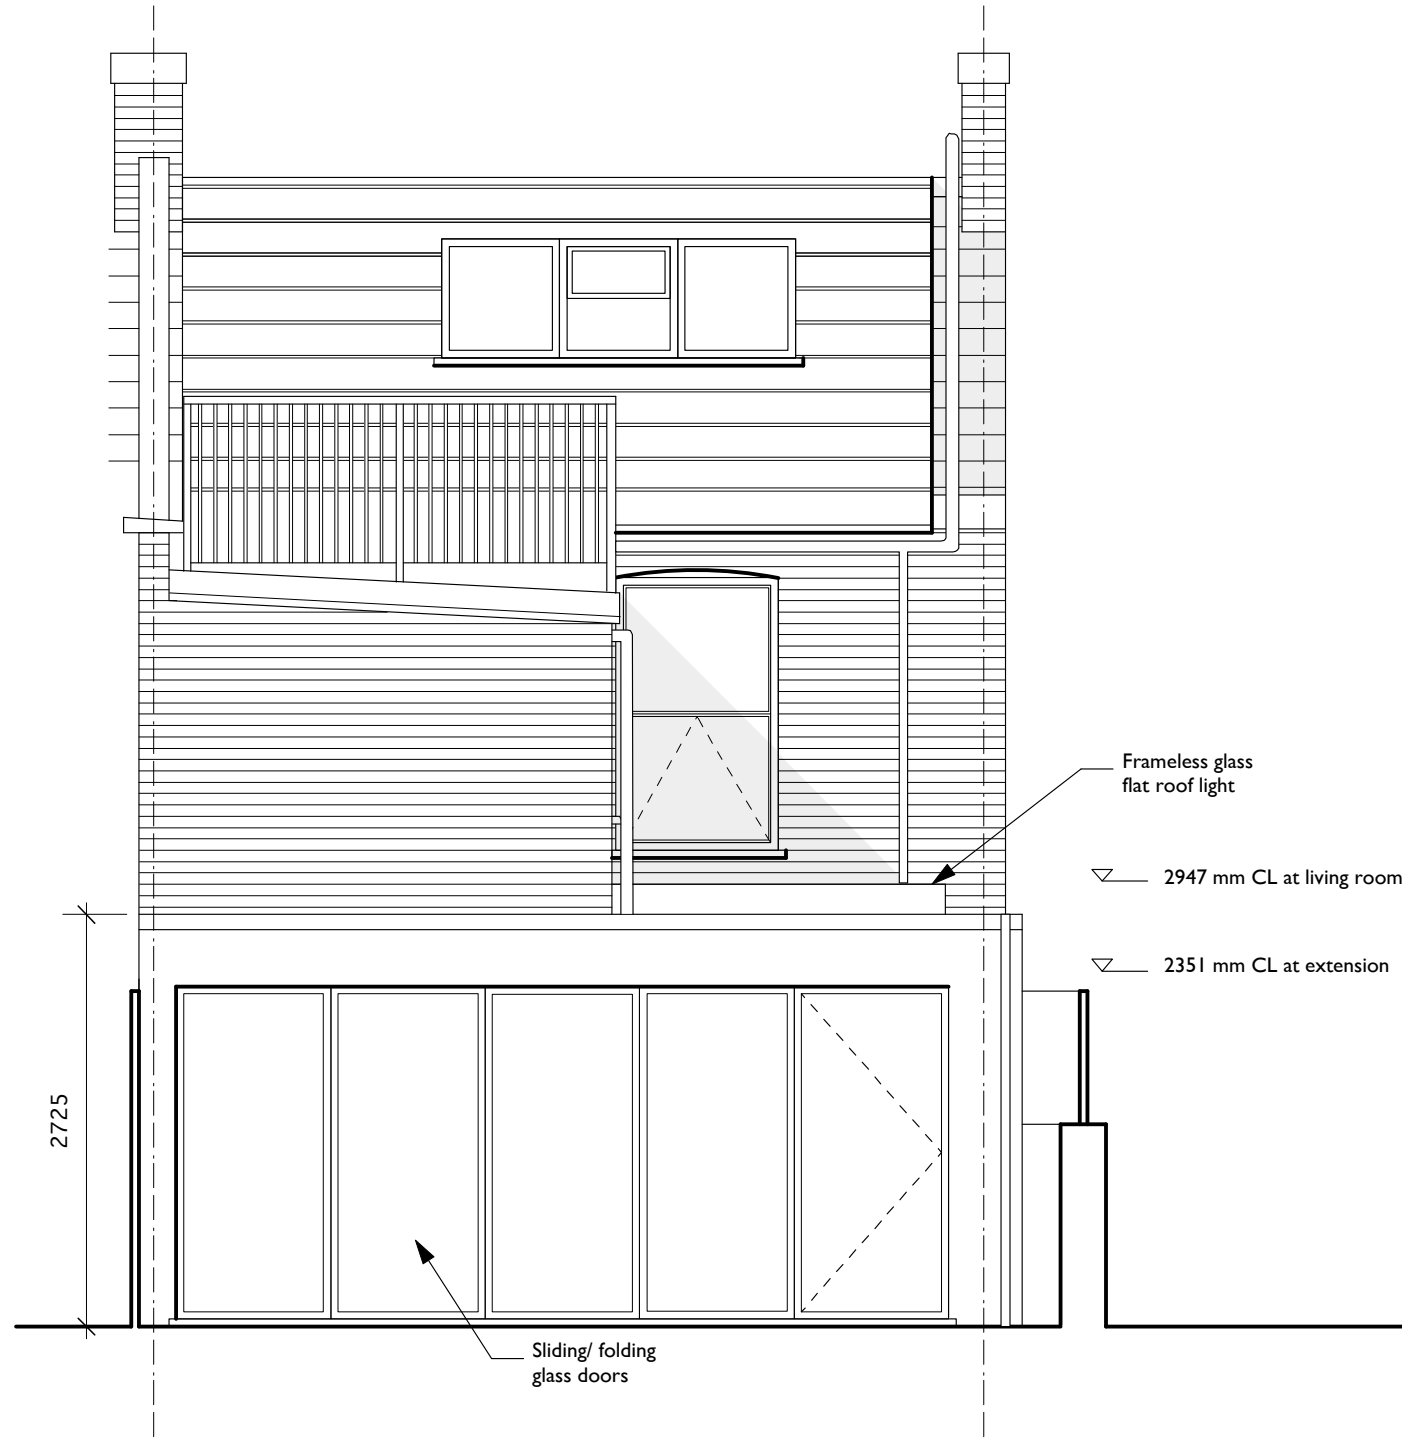 Frameless glass
flat roof light
2947 mm CL at living room
2351 mm CL at extension
2725
Sliding/ folding
glass doors